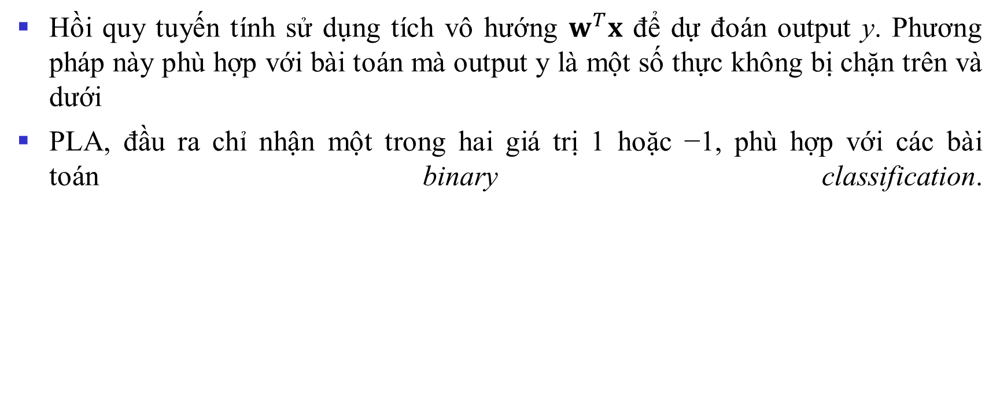 ▪ Hồi quy tuyến tính sử dụng tích vô hướng 𝐰ᵀ𝐱 để dự đoán output y. Phương
pháp này phù hợp với bài toán mà output y là một số thực không bị chặn trên và
dưới
▪ PLA, đầu ra chỉ nhận một trong hai giá trị 1 hoặc −1, phù hợp với các bài
toán binary classification.